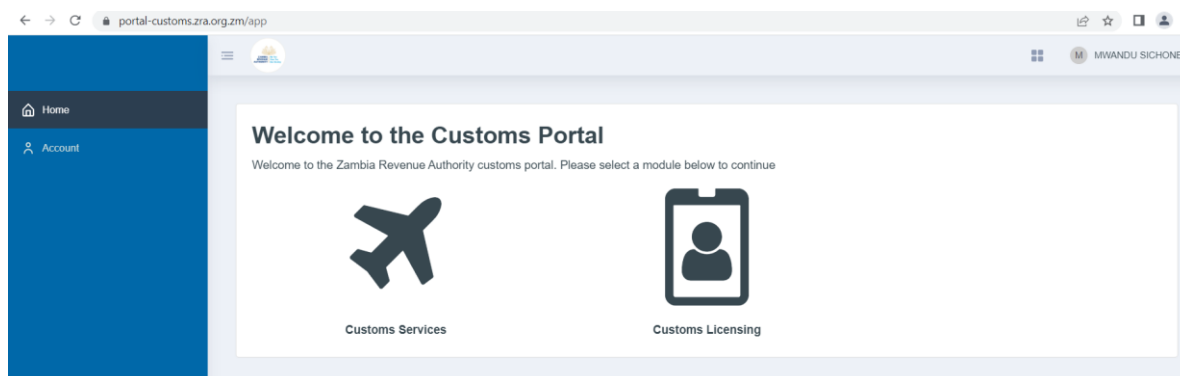 portal-customs.zra.org.zm/app
M MWANDU SICHONE
Home
Account
Welcome to the Customs Portal
Welcome to the Zambia Revenue Authority customs portal. Please select a module below to continue
Customs Services
Customs Licensing